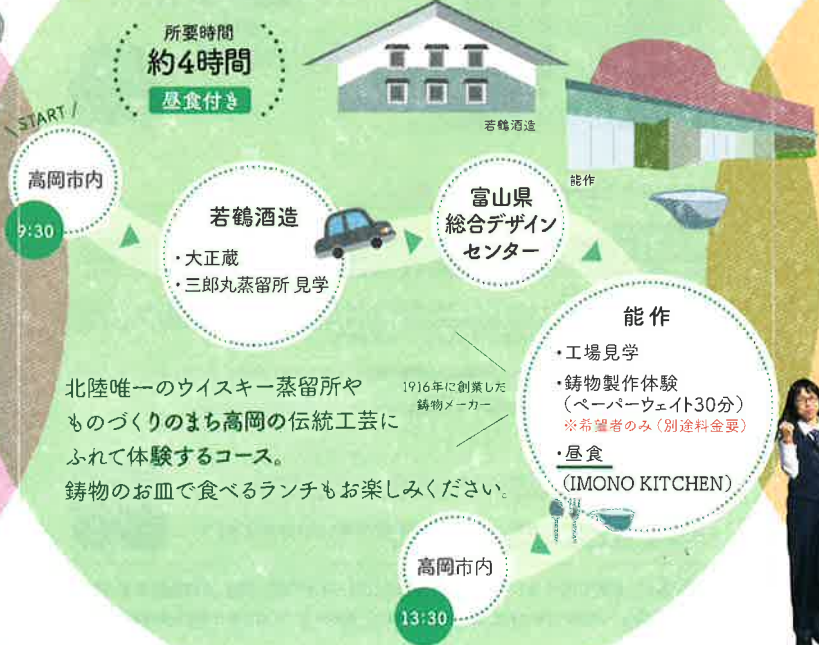 所要時間
約4時間
昼食付き
若鶴酒造
能作
\START/
高岡市内
9:30
若鶴酒造
・大正蔵
・三郎丸蒸留所 見学
富山県
総合デザイン
センター
能作
・工場見学
・鋳物製作体験
（ペーパーウェイト30分）
※希望者のみ（別途料金要）
・昼食
（IMONO KITCHEN）
1916年に創業した
鋳物メーカー
北陸唯一のウイスキー蒸留所や
ものづくりのまち高岡の伝統工芸に
ふれて体験するコース。
鋳物のお皿で食べるランチもお楽しみください。
高岡市内
13:30